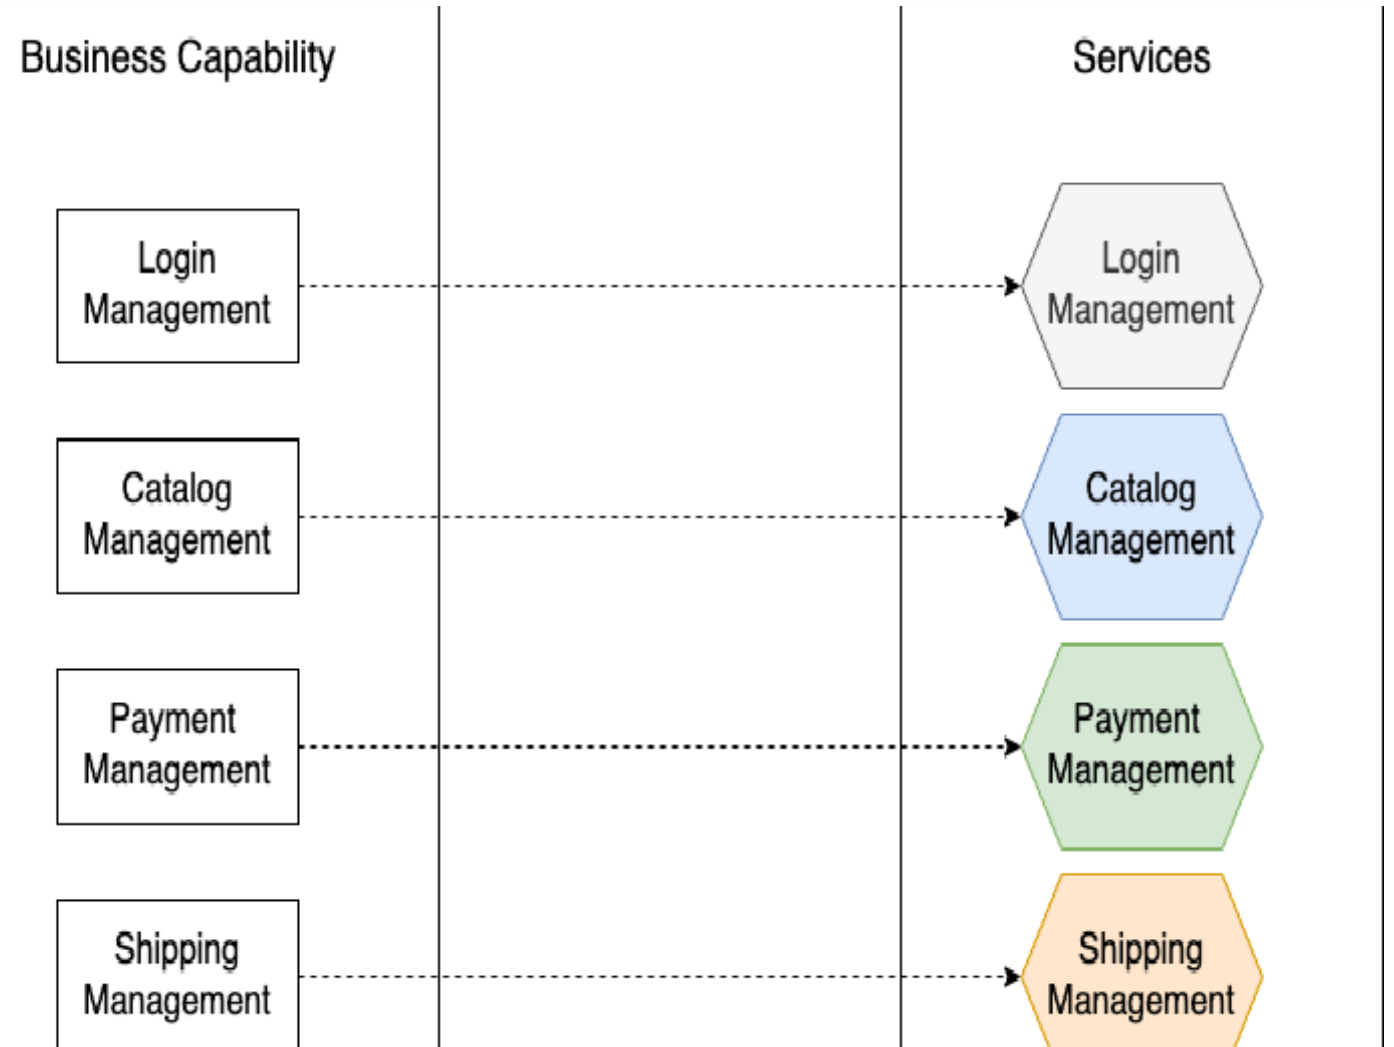 Business Capability
Services
Login
Management
Login
Management
Catalog
Management
Catalog
Management
Payment
Management
Payment
Management
Shipping
Management
Shipping
Management